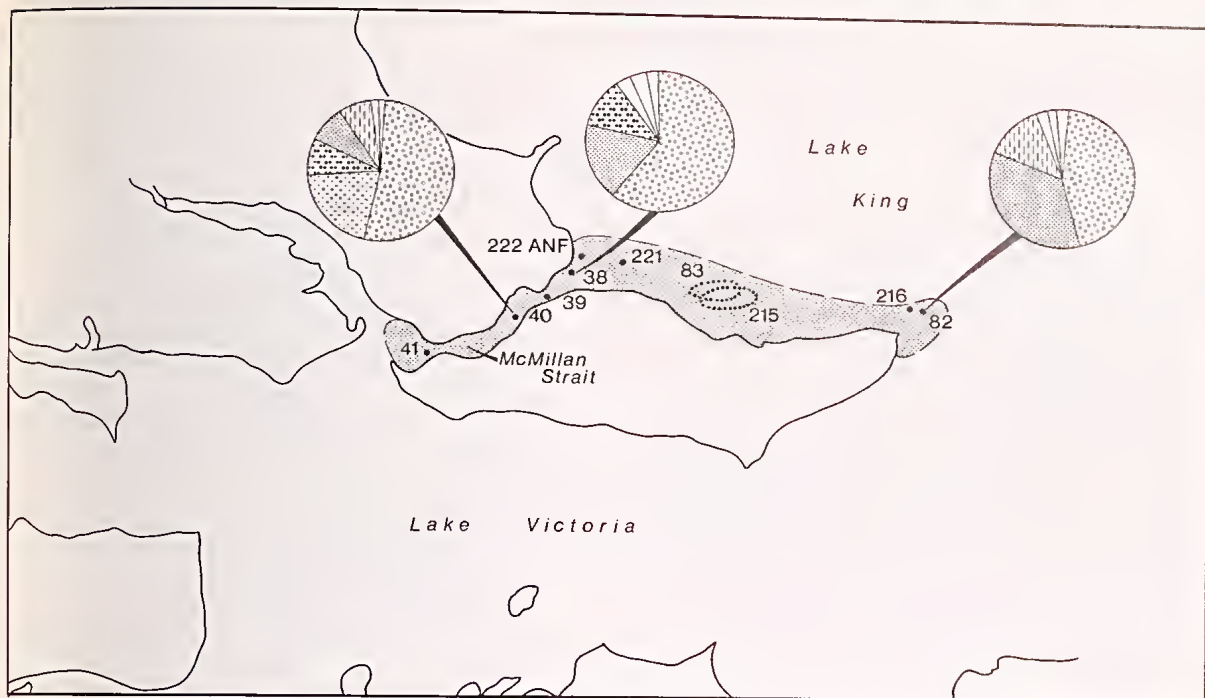 Lake
King
222 ANF
221
38
83
39
215
216
82
40
41
McMillan
Strait
Lake Victoria